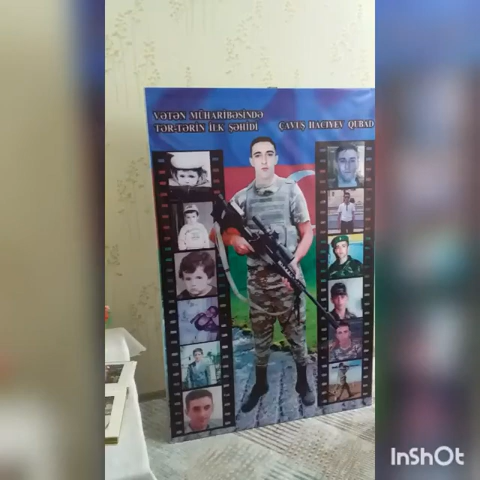 VƏTƏN MÜHARİBƏSİNDƏ
TƏR-TƏRİN İLK ŞƏHİDİ
ÇAVUŞ HACIYEV QUBAD
InShOt